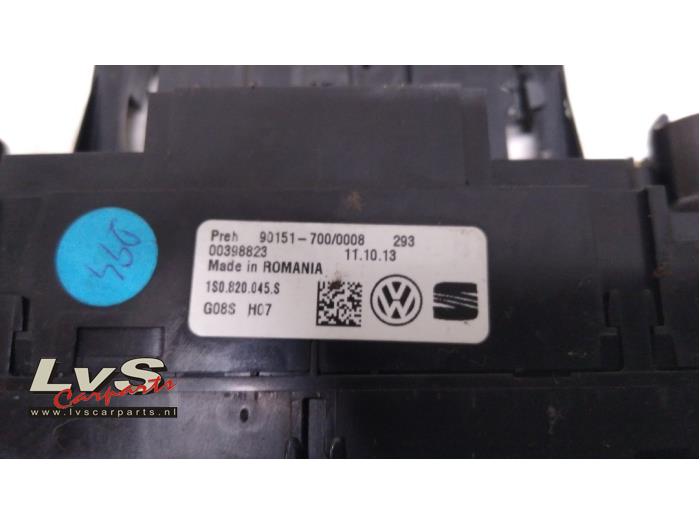 Preh 90151-700/0008 293
00398823 11.10.13
Made in ROMANIA
1S0.820.045.S
G08S H07
LvS
Carparts
www.lvscarparts.nl